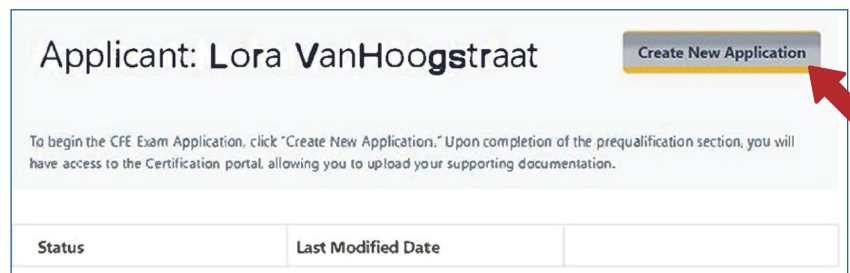 Applicant: Lora VanHoogstraat
Create New Application
To begin the CFE Exam Application, click "Create New Application." Upon completion of the prequalification section, you will
have access to the Certification portal, allowing you to upload your supporting documentation.
Status Last Modified Date